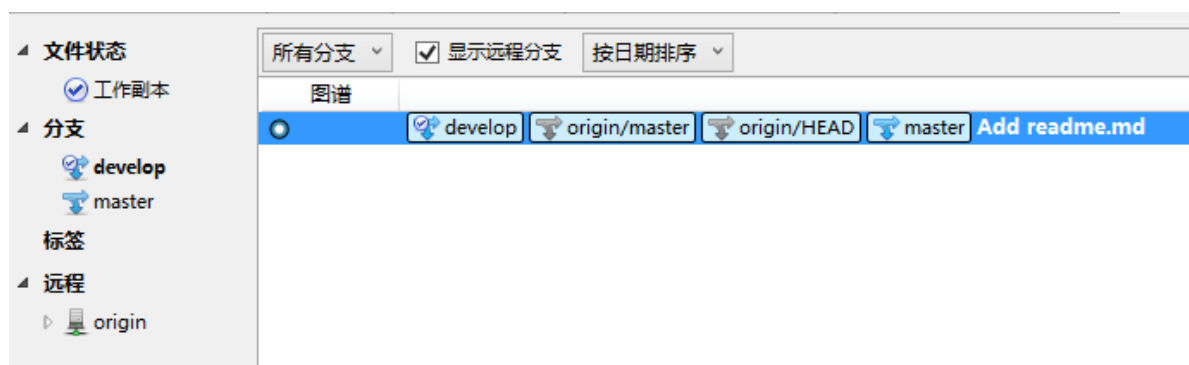 文件状态
工作副本
分支
develop
master
标签
远程
origin
所有分支 显示远程分支 按日期排序
图谱
develop origin/master origin/HEAD master Add readme.md